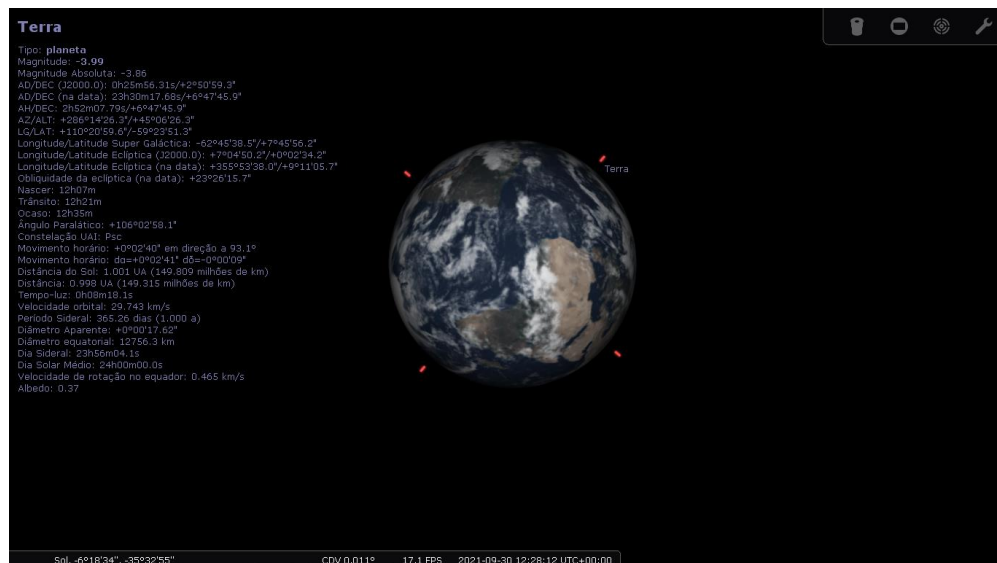 Terra
Tipo: planeta
Magnitude: -3.99
Magnitude Absoluta: -3.86
AD/DEC (J2000.0): 0h25m56.31s/+2°50'59.3"
AD/DEC (na data): 23h30m17.68s/+6°47'45.9"
AH/DEC: 2h52m07.79s/+6°47'45.9"
AZ/ALT: +286°14'26.3"/+45°06'26.3"
LG/LAT: +110°20'59.6"/-59°23'51.3"
Longitude/Latitude Super Galáctica: -62°45'38.5"/+7°45'56.2"
Longitude/Latitude Eclíptica (J2000.0): +7°04'50.2"/+0°02'34.2"
Longitude/Latitude Eclíptica (na data): +355°53'38.0"/+9°11'05.7"
Obliquidade da eclíptica (na data): +23°26'15.7"
Nascer: 12h07m
Trânsito: 12h21m
Ocaso: 12h35m
Ângulo Paralático: +106°02'58.1"
Constelação UAI: Psc
Movimento horário: +0°02'40" em direção a 93.1°
Movimento horário: dα=+0°02'41" dδ=-0°00'09"
Distância do Sol: 1.001 UA (149.809 milhões de km)
Distância: 0.998 UA (149.315 milhões de km)
Tempo-luz: 0h08m18.1s
Velocidade orbital: 29.743 km/s
Período Sideral: 365.26 dias (1.000 a)
Diâmetro Aparente: +0°00'17.62"
Diâmetro equatorial: 12756.3 km
Dia Sideral: 23h56m04.1s
Dia Solar Médio: 24h00m00.0s
Velocidade de rotação no equador: 0.465 km/s
Albedo: 0.37
Terra
Sol, -6°18'34", -35°32'55" CDV 0.011° 17.1 FPS 2021-09-30 12:28:12 UTC+00:00